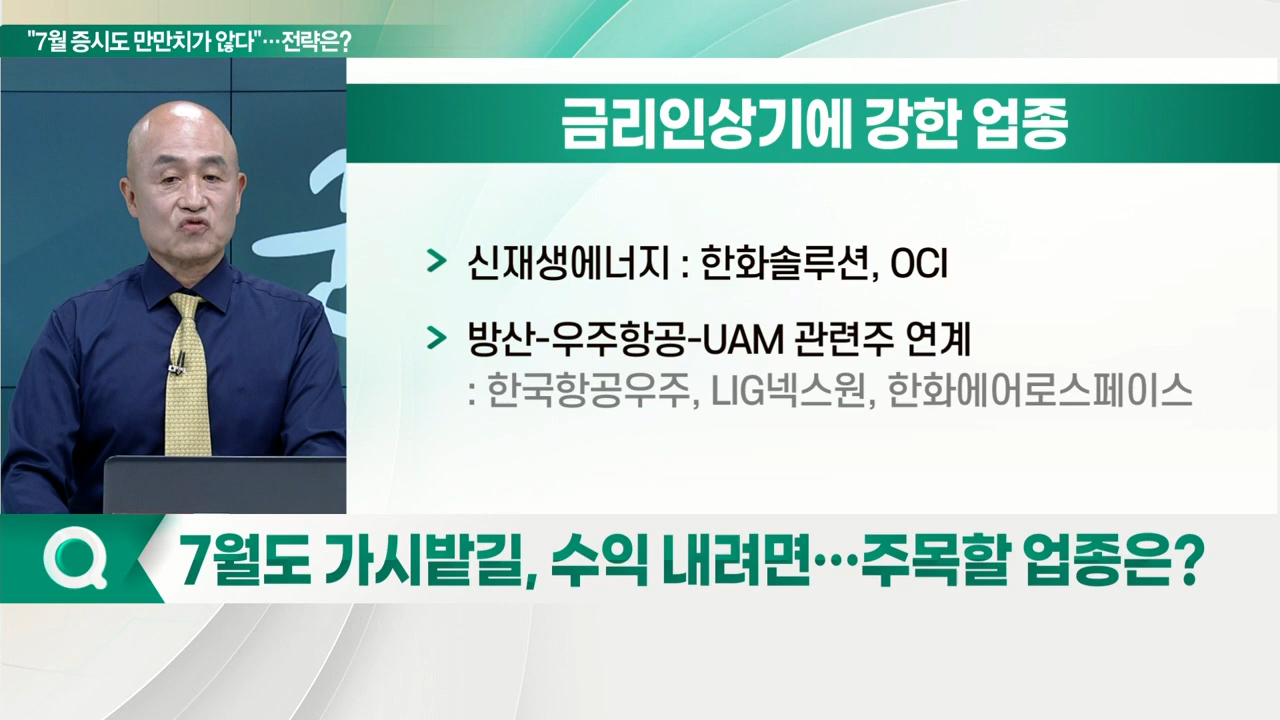 "7월 증시도 만만치가 않다"…전략은?
금리인상기에 강한 업종
> 신재생에너지 : 한화솔루션, OCI
> 방산-우주항공-UAM 관련주 연계
: 한국항공우주, LIG넥스원, 한화에어로스페이스
Q 7월도 가시밭길, 수익 내려면…주목할 업종은?